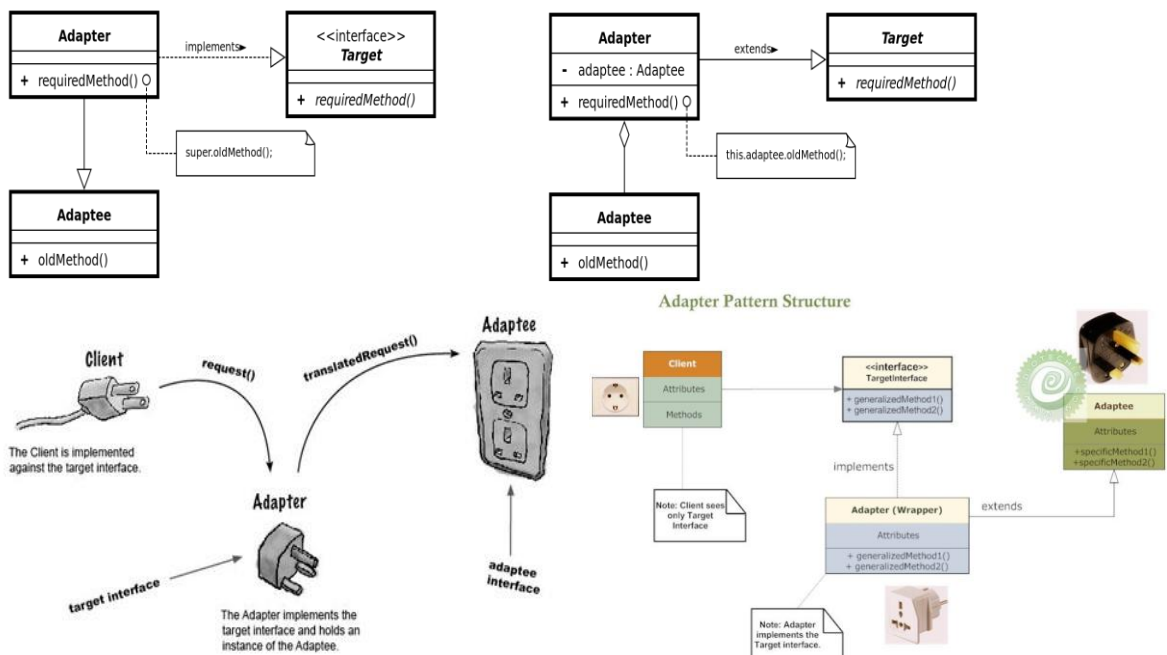 Adapter
+ requiredMethod()
implements▶
<<interface>>
Target
+ requiredMethod()
super.oldMethod();
Adaptee
+ oldMethod()
Adapter
- adaptee : Adaptee
+ requiredMethod()
extends▶
Target
+ requiredMethod()
this.adaptee.oldMethod();
Adaptee
+ oldMethod()
Client
request()
translatedRequest()
Adaptee
The Client is implemented
against the target interface.
Adapter
target interface
adaptee
interface
The Adapter implements the
target interface and holds an
instance of the Adaptee.
Adapter Pattern Structure
Client
Attributes
Methods
<<interface>>
TargetInterface
+ generalizedMethod1()
+ generalizedMethod2()
Adaptee
Attributes
+specificMethod1()
+specificMethod2()
implements
extends
Note: Client sees
only Target
Interface
Adapter (Wrapper)
Attributes
+ generalizedMethod1()
+ generalizedMethod2()
Note: Adapter
implements the
Target interface.